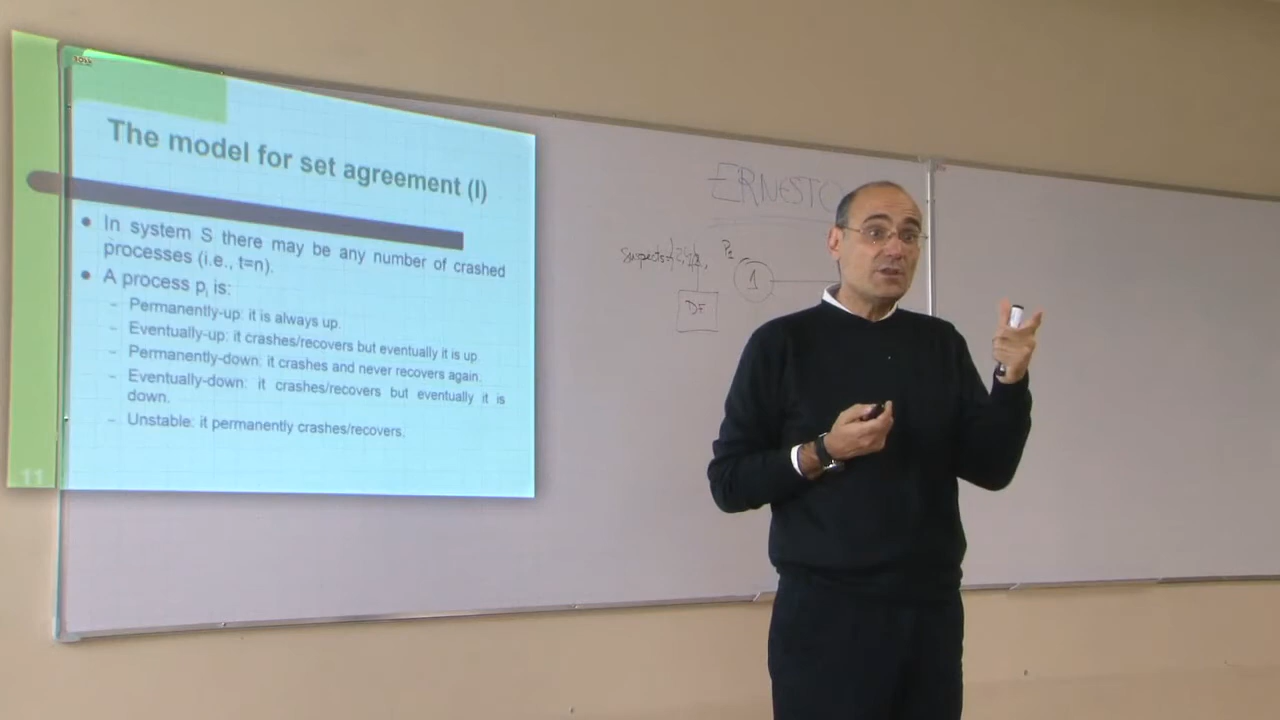 The model for set agreement (I)
In system S there may be any number of crashed
processes (i.e., t=n).
A process pi is:
Permanently-up: it is always up.
Eventually-up: it crashes/recovers but eventually it is up
Permanently-down: it crashes and never recovers again.
Eventually-down: it crashes/recovers but eventually it is
down.
Unstable: it permanently crashes/recovers.
11
ERNESTO
suspects
P1
1